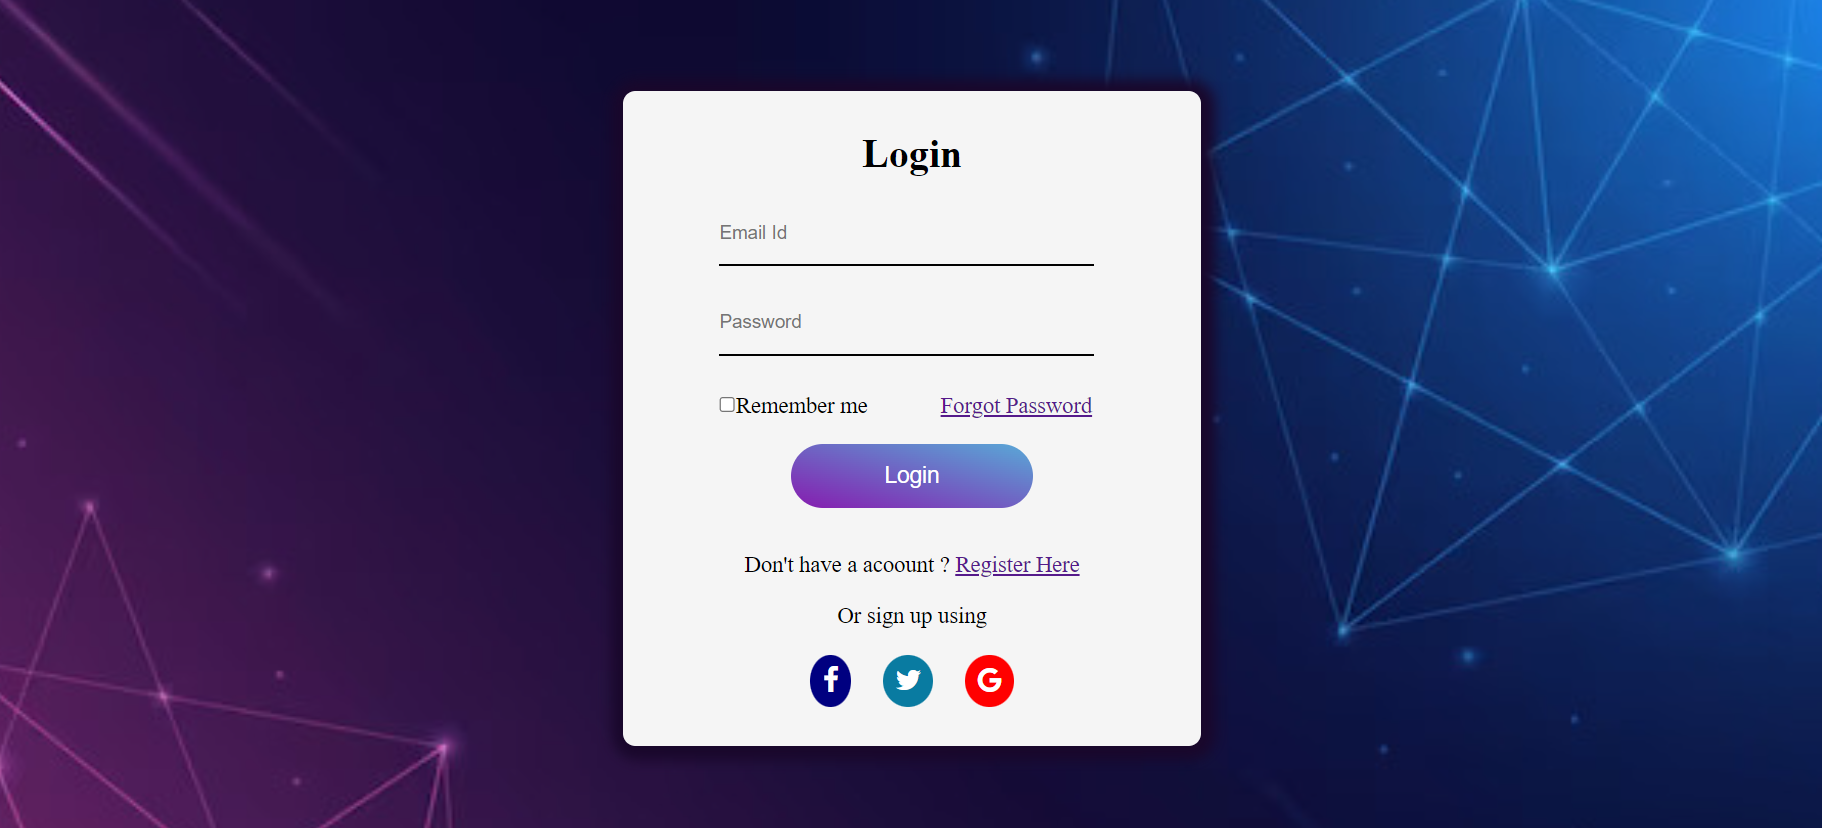 Login
Email Id
Password
Remember me Forgot Password
Login
Don't have a acoount ? Register Here
Or sign up using